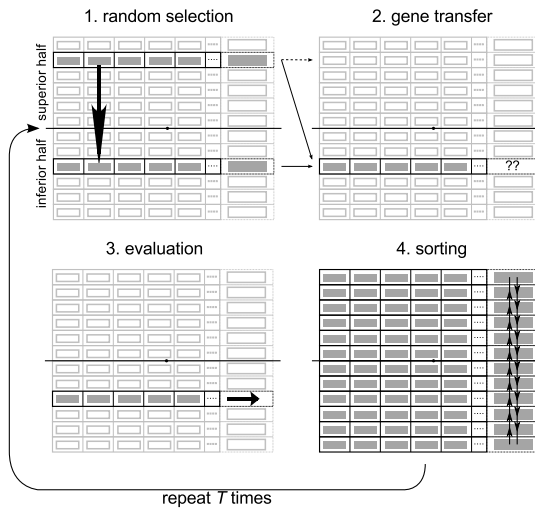 1. random selection
2. gene transfer
superior half
inferior half
??
3. evaluation
4. sorting
repeat T times